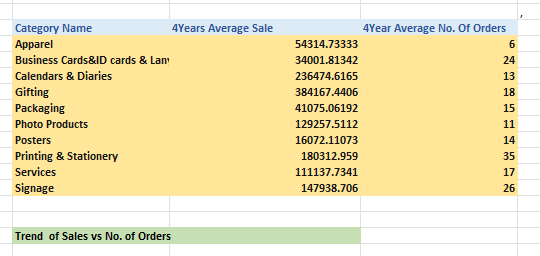 ,
Category Name 4Years Average Sale 4Year Average No. Of Orders
Apparel 54314.73333 6
Business Cards&ID cards & 34001.81342 24
Calendars & Diaries 236474.6165 13
Gifting 384167.4406 18
Packaging 41075.06192 15
Photo Products 129257.5112 11
Posters 16072.11073 14
Printing & Stationery 180312.959 35
Services 111137.7341 17
Signage 147938.706 26
Trend of Sales vs No. of Orders